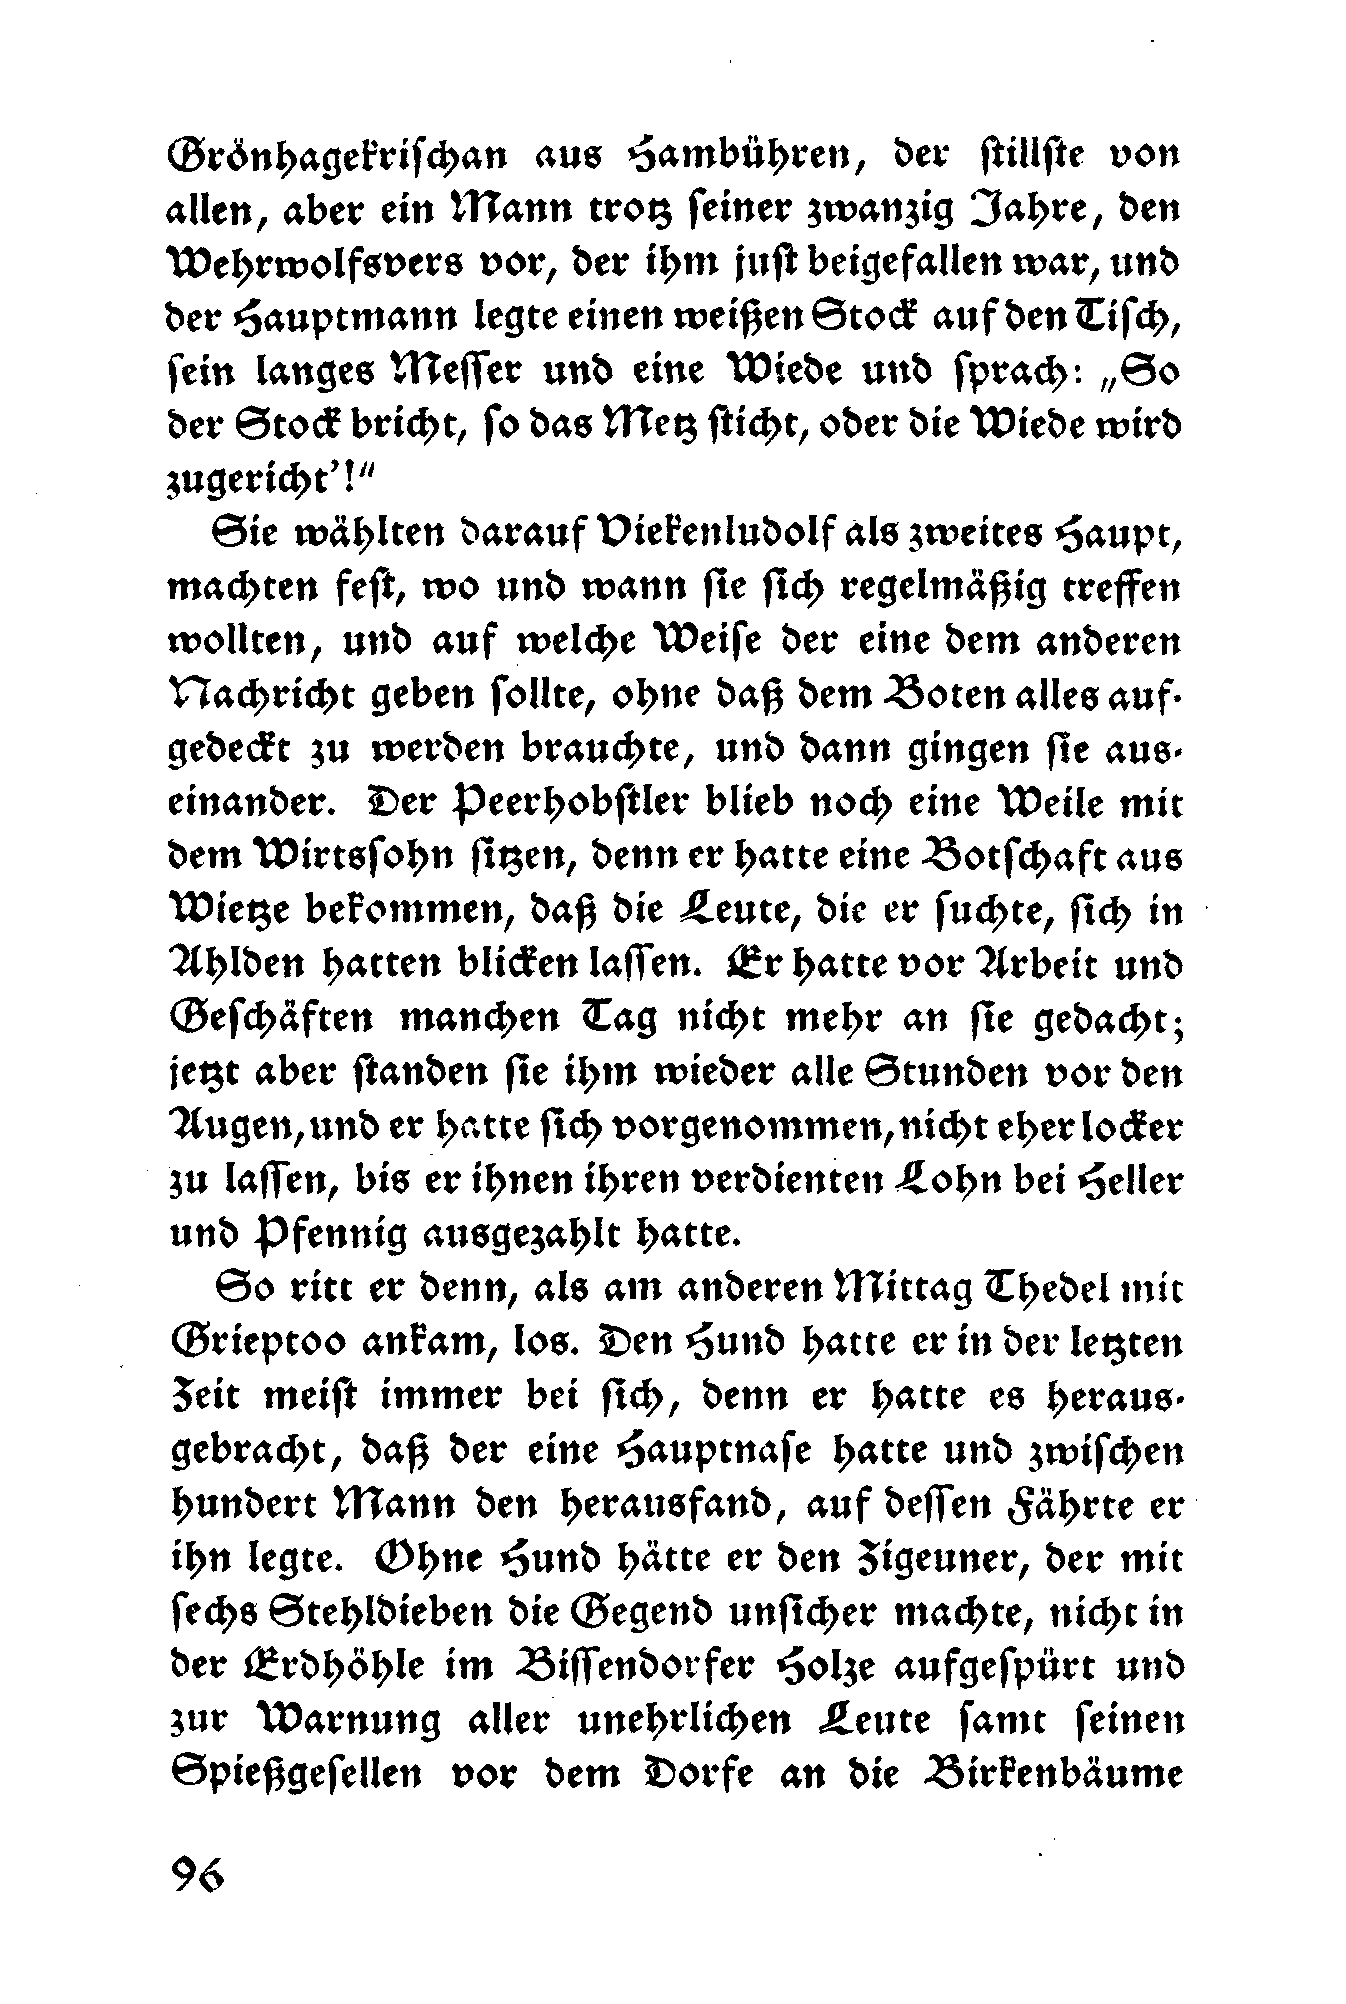 Grönhagekrischan aus Hambühren, der stillste von
allen, aber ein Mann trotz seiner zwanzig Jahre, den
Wehrwolfsvers vor, der ihm just beigefallen war, und
der Hauptmann legte einen weißen Stock auf den Tisch,
sein langes Messer und eine Wiede und sprach: „So
der Stock bricht, so das Metz sticht, oder die Wiede wird
zugericht’!“
Sie wählten darauf Viekenludolf als zweites Haupt,
machten fest, wo und wann sie sich regelmäßig treffen
wollten, und auf welche Weise der eine dem anderen
Nachricht geben sollte, ohne daß dem Boten alles auf-
gedeckt zu werden brauchte, und dann gingen sie aus-
einander. Der Peerhobstler blieb noch eine Weile mit
dem Wirtssohn sitzen, denn er hatte eine Botschaft aus
Wietze bekommen, daß die Leute, die er suchte, sich in
Ahlden hatten blicken lassen. Er hatte vor Arbeit und
Geschäften manchen Tag nicht mehr an sie gedacht;
jetzt aber standen sie ihm wieder alle Stunden vor den
Augen, und er hatte sich vorgenommen, nicht eher locker
zu lassen, bis er ihnen ihren verdienten Lohn bei Heller
und Pfennig ausgezahlt hatte.
So ritt er denn, als am anderen Mittag Thedel mit
Grieptoo ankam, los. Den Hund hatte er in der letzten
Zeit meist immer bei sich, denn er hatte es heraus-
gebracht, daß der eine Hauptnase hatte und zwischen
hundert Mann den herausfand, auf dessen Fährte er
ihn legte. Ohne Hund hätte er den Zigeuner, der mit
sechs Stehldieben die Gegend unsicher machte, nicht in
der Erdhöhle im Bissendorfer Holze aufgespürt und
zur Warnung aller unehrlichen Leute samt seinen
Spießgesellen vor dem Dorfe an die Birkenbäume
96